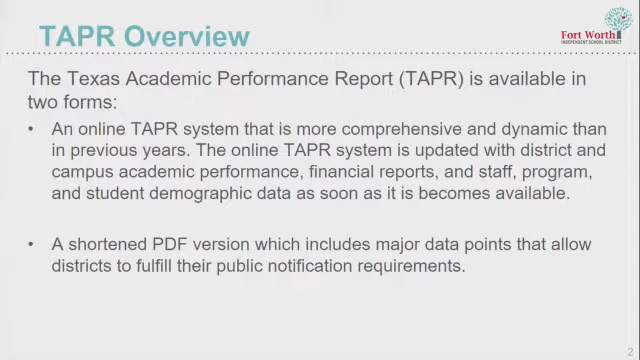 TAPR Overview
Fort Worth
INDEPENDENT SCHOOL DISTRICT
The Texas Academic Performance Report (TAPR) is available in
two forms:
• An online TAPR system that is more comprehensive and dynamic than
in previous years. The online TAPR system is updated with district and
campus academic performance, financial reports, and staff, program,
and student demographic data as soon as it is becomes available.
• A shortened PDF version which includes major data points that allow
districts to fulfill their public notification requirements.
2